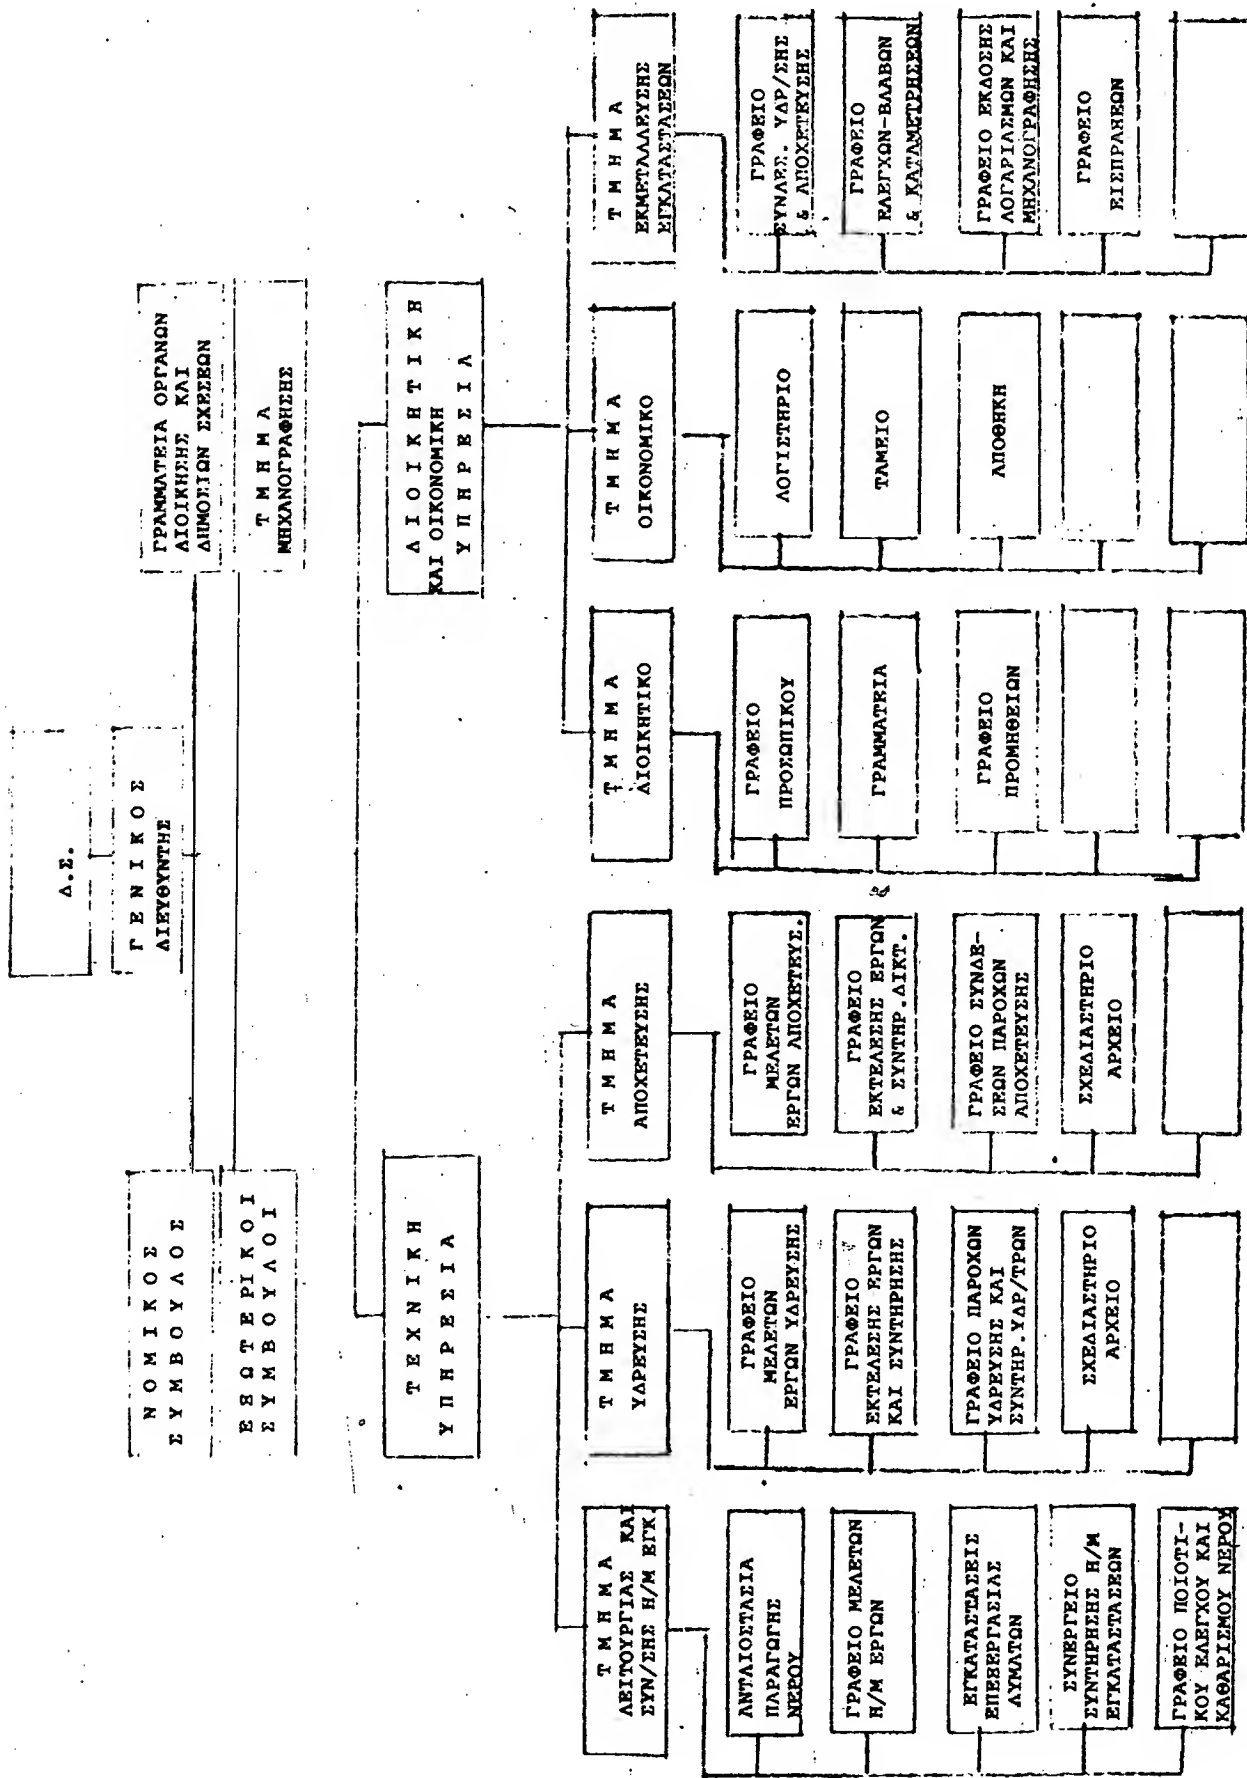 Δ.Σ.
Γ Ε Ν Ι Κ Ο Σ
ΔΙΕΥΘΥΝΤΗΣ
Ν Ο Μ Ι Κ Ο Σ
Σ Υ Μ Β Ο Υ Λ Ο Σ
Ε Ξ Ω Τ Ε Ρ Ι Κ Ο Ι
Σ Υ Μ Β Ο Υ Λ Ο Ι
ΓΡΑΜΜΑΤΕΙΑ ΟΡΓΑΝΩΝ
ΔΙΟΙΚΗΣΗΣ ΚΑΙ
ΔΗΜΟΣΙΩΝ ΣΧΕΣΕΩΝ
Τ Μ Η Μ Α
ΜΗΧΑΝΟΓΡΑΦΗΣΗΣ
Τ Ε Χ Ν Ι Κ Η
Υ Π Η Ρ Ε Σ Ι Α
Δ Ι Ο Ι Κ Η Τ Ι Κ Η
ΚΑΙ ΟΙΚΟΝΟΜΙΚΗ
Υ Π Η Ρ Ε Σ Ι Α
Τ Μ Η Μ Α
ΛΕΙΤΟΥΡΓΙΑΣ ΚΑΙ
ΣΥΝ/ΣΗΣ Η/Μ ΕΓΚ.
ΑΝΤΛΙΟΣΤΑΣΙΑ
ΠΑΡΑΓΩΓΗΣ
ΝΕΡΟΥ
ΓΡΑΦΕΙΟ ΜΕΛΕΤΩΝ
Η/Μ ΕΡΓΩΝ
ΕΓΚΑΤΑΣΤΑΣΕΙΣ
ΕΠΕΞΕΡΓΑΣΙΑΣ
ΛΥΜΑΤΩΝ
ΣΥΝΕΡΓΕΙΟ
ΣΥΝΤΗΡΗΣΗΣ Η/Μ
ΕΓΚΑΤΑΣΤΑΣΕΩΝ
ΓΡΑΦΕΙΟ ΠΟΙΟΤΙ-
ΚΟΥ ΕΛΕΓΧΟΥ ΚΑΙ
ΚΑΘΑΡΙΣΜΟΥ ΝΕΡΟΥ
Τ Μ Η Μ Α
ΥΔΡΕΥΣΗΣ
ΓΡΑΦΕΙΟ
ΜΕΛΕΤΩΝ
ΕΡΓΩΝ ΥΔΡΕΥΣΗΣ
ΓΡΑΦΕΙΟ
ΕΚΤΕΛΕΣΗΣ ΕΡΓΩΝ
ΚΑΙ ΣΥΝΤΗΡΗΣΗΣ
ΓΡΑΦΕΙΟ ΠΑΡΟΧΩΝ
ΥΔΡΕΥΣΗΣ ΚΑΙ
ΣΥΝΤΗΡ.ΥΔΡ/ΤΡΩΝ
ΣΧΕΔΙΑΣΤΗΡΙΟ
ΑΡΧΕΙΟ
Τ Μ Η Μ Α
ΑΠΟΧΕΤΕΥΣΗΣ
ΓΡΑΦΕΙΟ
ΜΕΛΕΤΩΝ
ΕΡΓΩΝ ΑΠΟΧΕΤΕΥΣ.
ΓΡΑΦΕΙΟ
ΕΚΤΕΛΕΣΗΣ ΕΡΓΩΝ
& ΣΥΝΤΗΡ.ΔΙΚΤ.
ΓΡΑΦΕΙΟ ΣΥΝΔΕ-
ΣΕΩΝ ΠΑΡΟΧΩΝ
ΑΠΟΧΕΤΕΥΣΗΣ
ΣΧΕΔΙΑΣΤΗΡΙΟ
ΑΡΧΕΙΟ
Τ Μ Η Μ Α
ΔΙΟΙΚΗΤΙΚΟ
ΓΡΑΦΕΙΟ
ΠΡΟΣΩΠΙΚΟΥ
ΓΡΑΜΜΑΤΕΙΑ
ΓΡΑΦΕΙΟ
ΠΡΟΜΗΘΕΙΩΝ
Τ Μ Η Μ Α
ΟΙΚΟΝΟΜΙΚΟ
ΛΟΓΙΣΤΗΡΙΟ
ΤΑΜΕΙΟ
ΑΠΟΘΗΚΗ
Τ Μ Η Μ Α
ΕΚΜΕΤΑΛΛΕΥΣΗΣ
ΕΓΚΑΤΑΣΤΑΣΕΩΝ
ΓΡΑΦΕΙΟ
ΣΥΝΔΕΣ. ΥΔΡ/ΣΗΣ
& ΑΠΟΧΕΤΕΥΣΗΣ
ΓΡΑΦΕΙΟ
ΕΛΕΓΧΩΝ-ΒΛΑΒΩΝ
& ΚΑΤΑΜΕΤΡΗΣΕΩΝ
ΓΡΑΦΕΙΟ ΕΚΔΟΣΗΣ
ΛΟΓΑΡΙΑΣΜΩΝ ΚΑΙ
ΜΗΧΑΝΟΓΡΑΦΗΣΗΣ
ΓΡΑΦΕΙΟ
ΕΙΣΠΡΑΞΕΩΝ